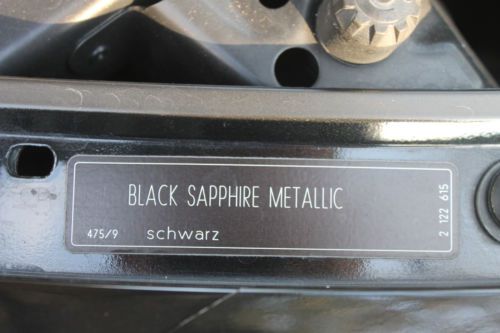 BLACK SAPPHIRE METALLIC
475/9 schwarz
2 122 615